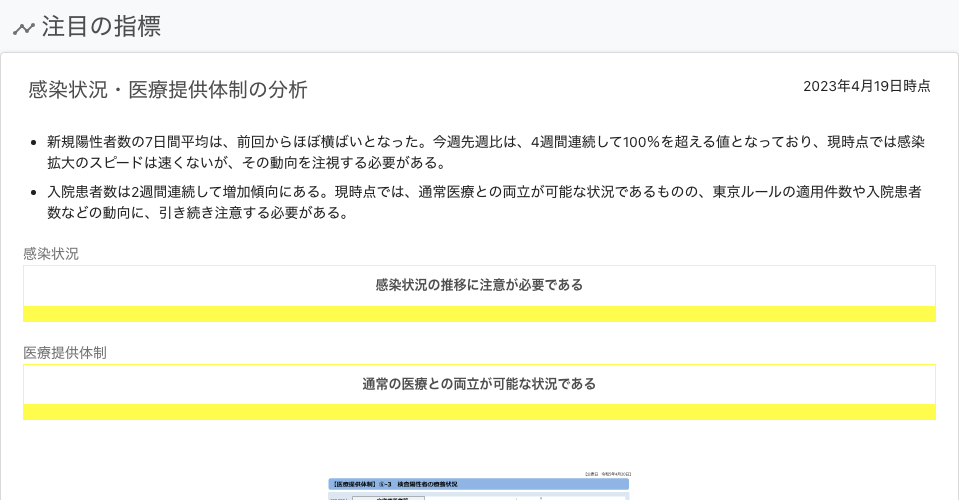 注目の指標
感染状況・医療提供体制の分析
2023年4月19日時点
新規陽性者数の7日間平均は、前回からほぼ横ばいとなった。今週先週比は、4週間連続して100%を超える値となっており、現時点では感染
拡大のスピードは速くないが、その動向を注視する必要がある。
入院患者数は2週間連続して増加傾向にある。現時点では、通常医療との両立が可能な状況であるものの、東京ルールの適用件数や入院患者
数などの動向に、引き続き注意する必要がある。
感染状況
感染状況の推移に注意が必要である
医療提供体制
通常の医療との両立が可能な状況である
【医療提供体制】⑥-3 検査陽性者の療養状況